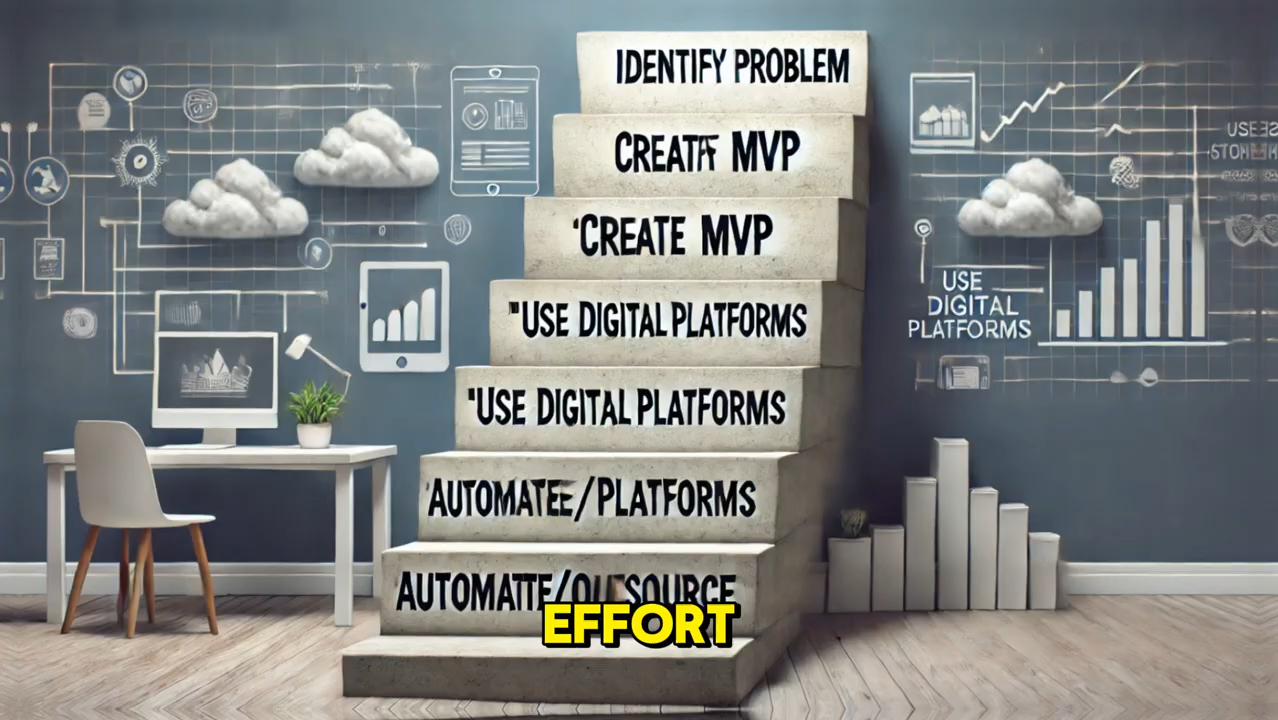 IDENTIFY PROBLEM
CREATF MVP
'CREATE MVP
"USE DIGITAL PLATFORMS
"USE DIGITAL PLATFORMS
AUTOMATEE/PLATFORMS
AUTOMATTE/OUTSOURCE
EFFORT
USE
DIGITAL
PLATFORMS